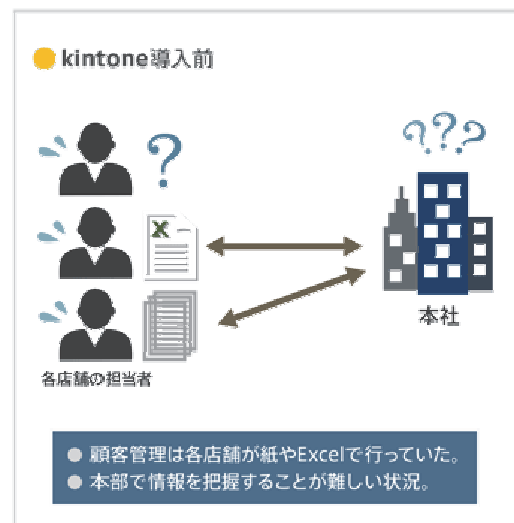 kintone導入前
???
?
X
本社
各店舗の担当者
顧客管理は各店舗が紙やExcelで行っていた。
本部で情報を把握することが難しい状況。